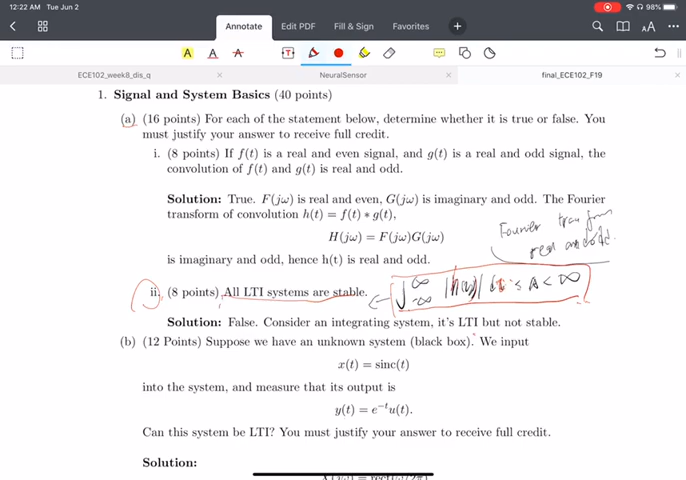 12:22 AM Tue Jun 2
98%
Annotate Edit PDF Fill & Sign Favorites
ECE102_week8_dis_q NeuralSensor final_ECE102_F19
1. Signal and System Basics (40 points)
(a) (16 points) For each of the statement below, determine whether it is true or false. You
must justify your answer to receive full credit.
i. (8 points) If f(t) is a real and even signal, and g(t) is a real and odd signal, the
convolution of f(t) and g(t) is real and odd.
Solution: True. F(jω) is real and even, G(jω) is imaginary and odd. The Fourier
transform of convolution h(t) = f(t) * g(t),
Fourier
H(jω) = F(jω)G(jω)
real and odd.
is imaginary and odd, hence h(t) is real and odd.
ii. (8 points) All LTI systems are stable.
∫ ∞ -∞ |h(t)| dt ≤ A < ∞
Solution: False. Consider an integrating system, it's LTI but not stable.
(b) (12 Points) Suppose we have an unknown system (black box). We input
x(t) = sinc(t)
into the system, and measure that its output is
y(t) = e^{-t}u(t).
Can this system be LTI? You must justify your answer to receive full credit.
Solution: